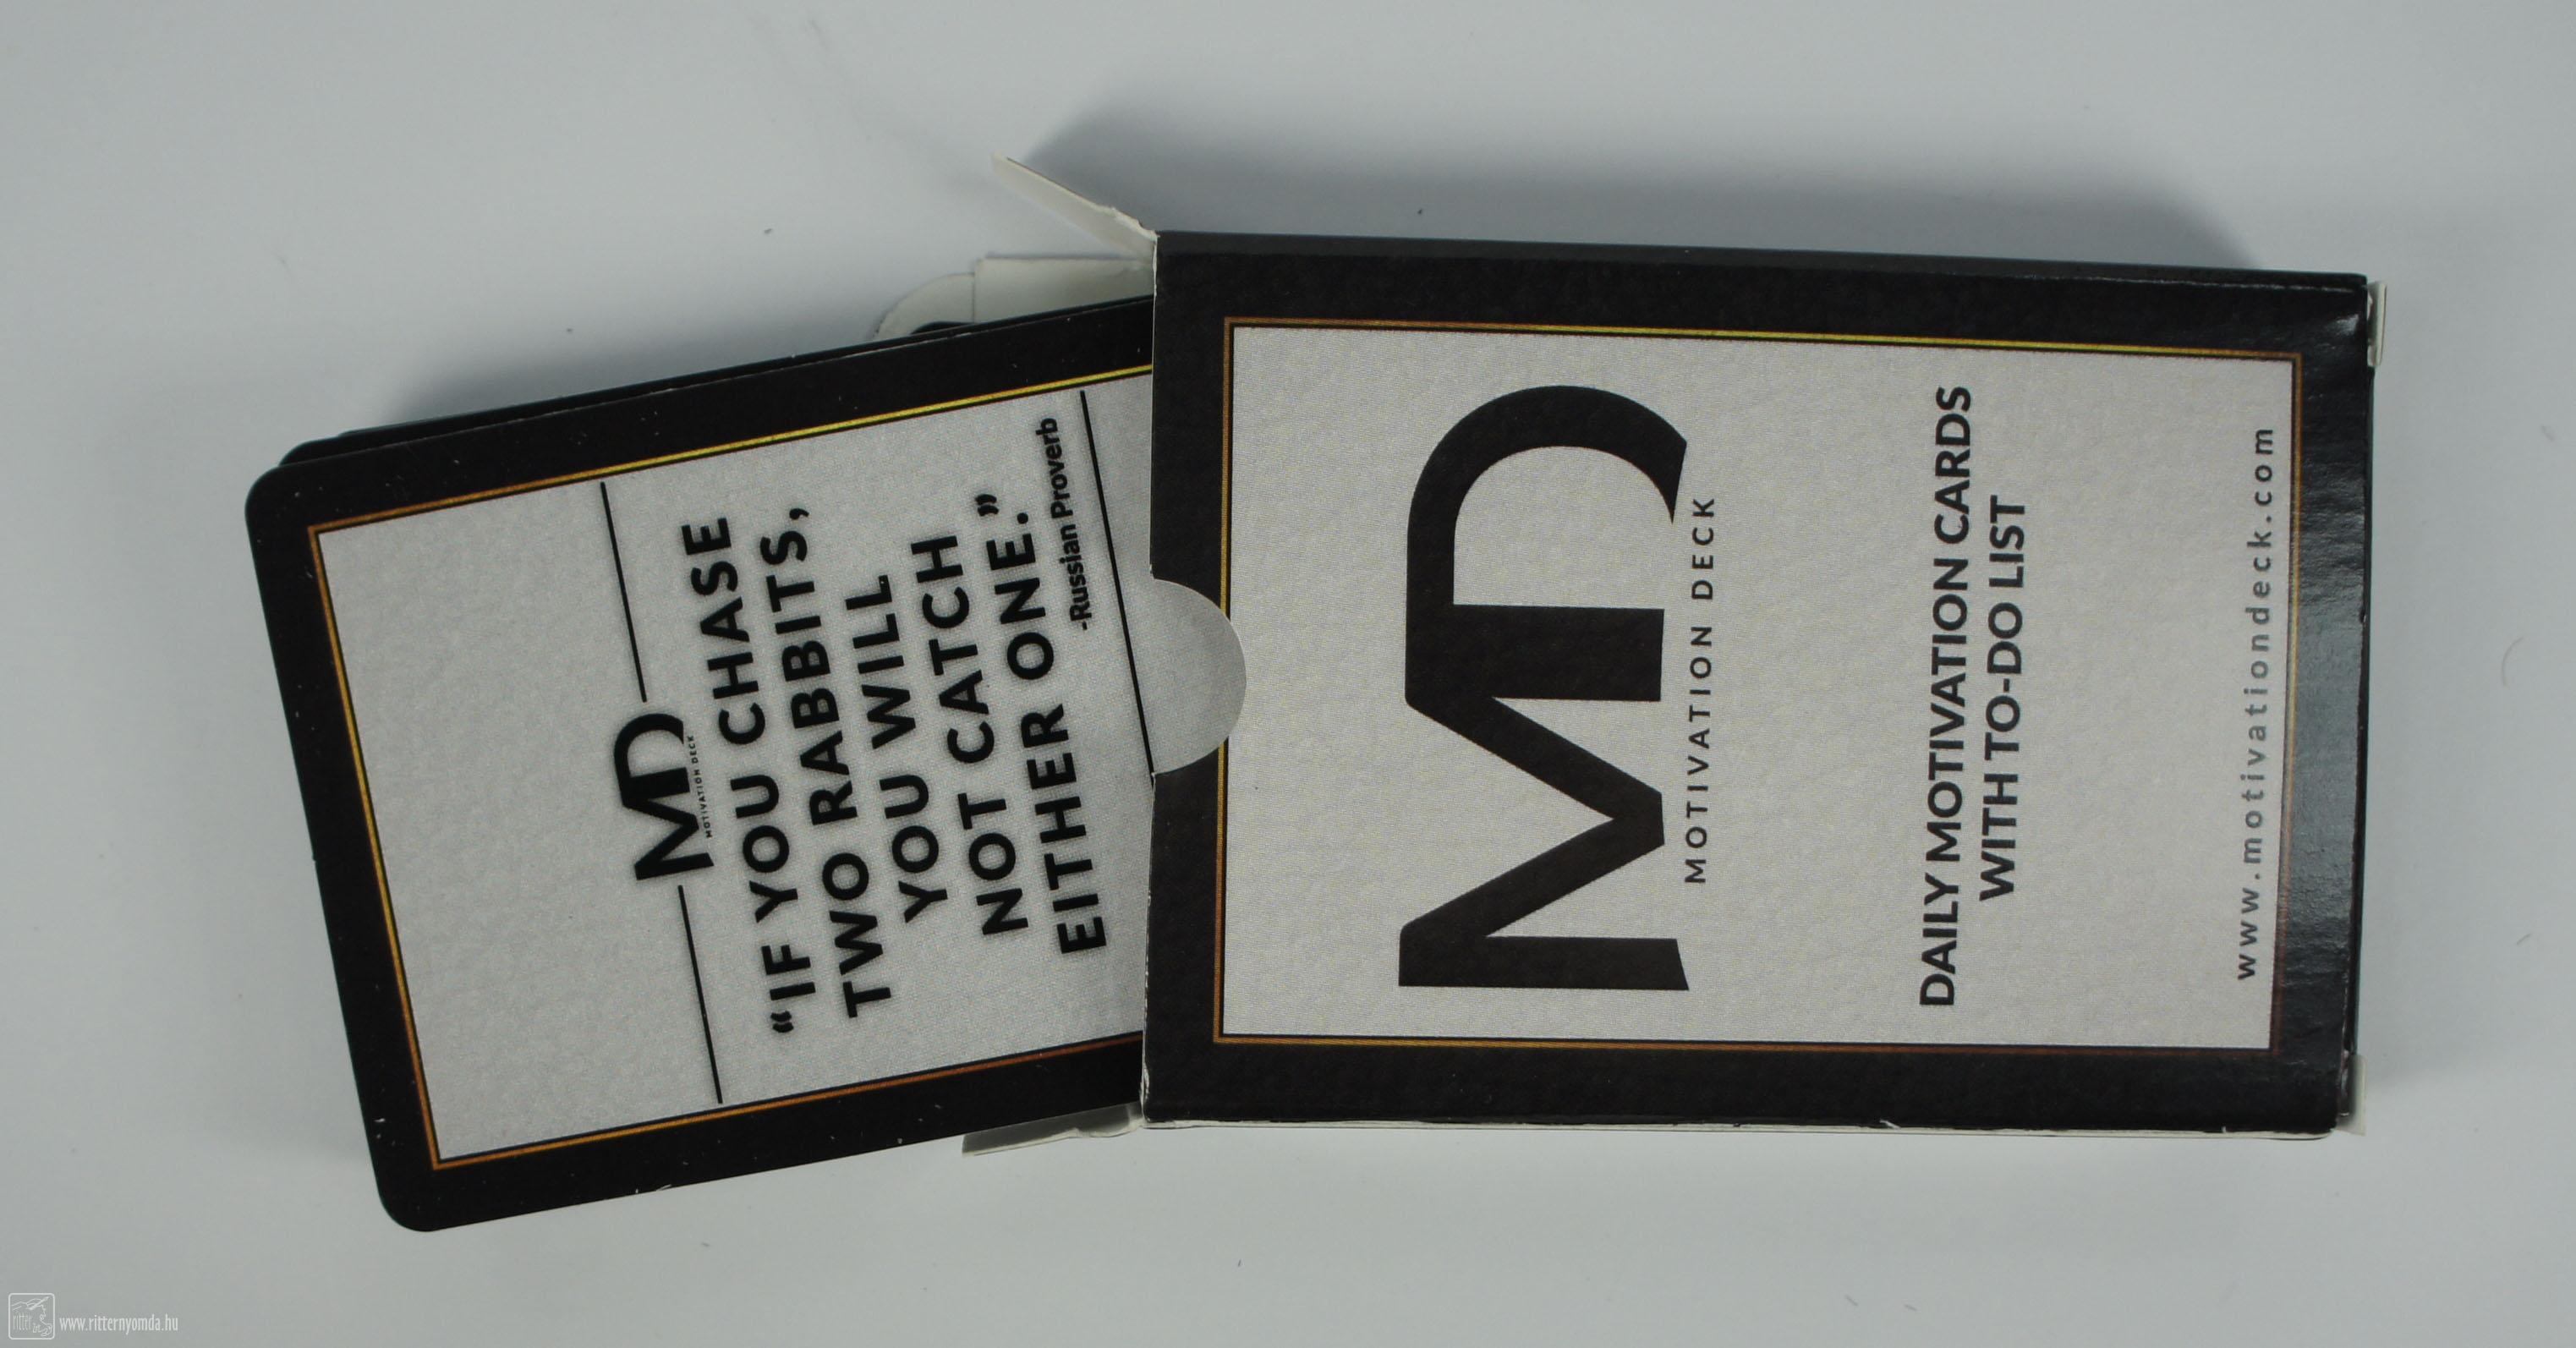 MD
MOTIVATION DECK
"IF YOU CHASE
TWO RABBITS,
YOU WILL
NOT CATCH
EITHER ONE."
-Russian Proverb
MD
MOTIVATION DECK
DAILY MOTIVATION CARDS
WITH TO-DO LIST
www.motivationdeck.com
ritter
www.ritternyomda.hu